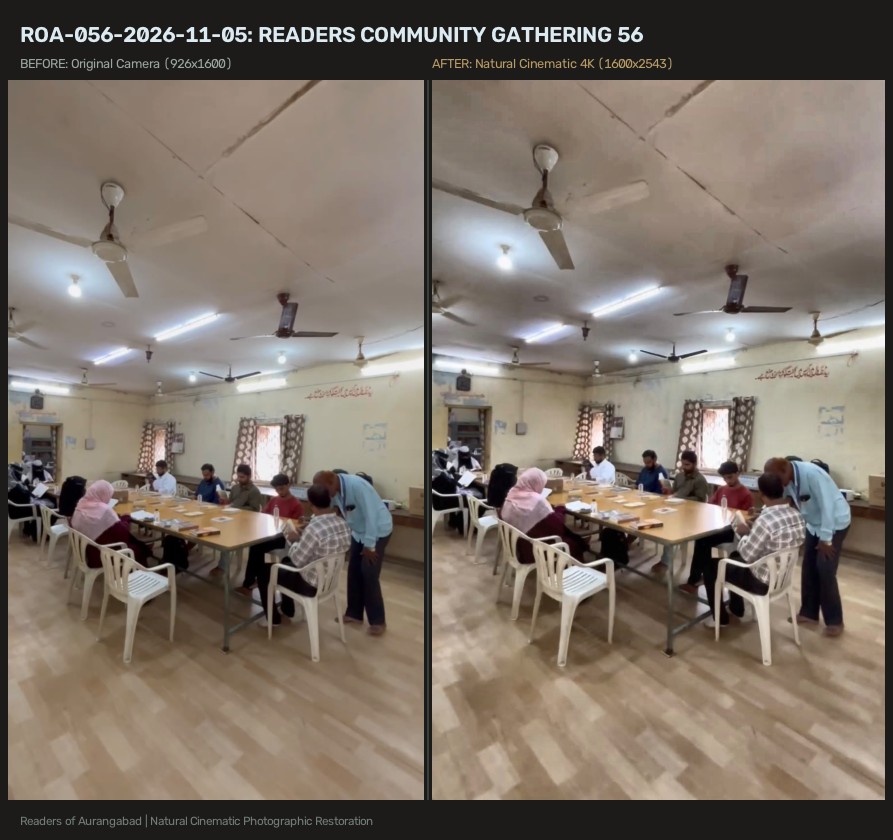 ROA-056-2026-11-05: READERS COMMUNITY GATHERING 56
BEFORE: Original Camera (926x1600)
AFTER: Natural Cinematic 4K (1600x2543)
Readers of Aurangabad | Natural Cinematic Photographic Restoration